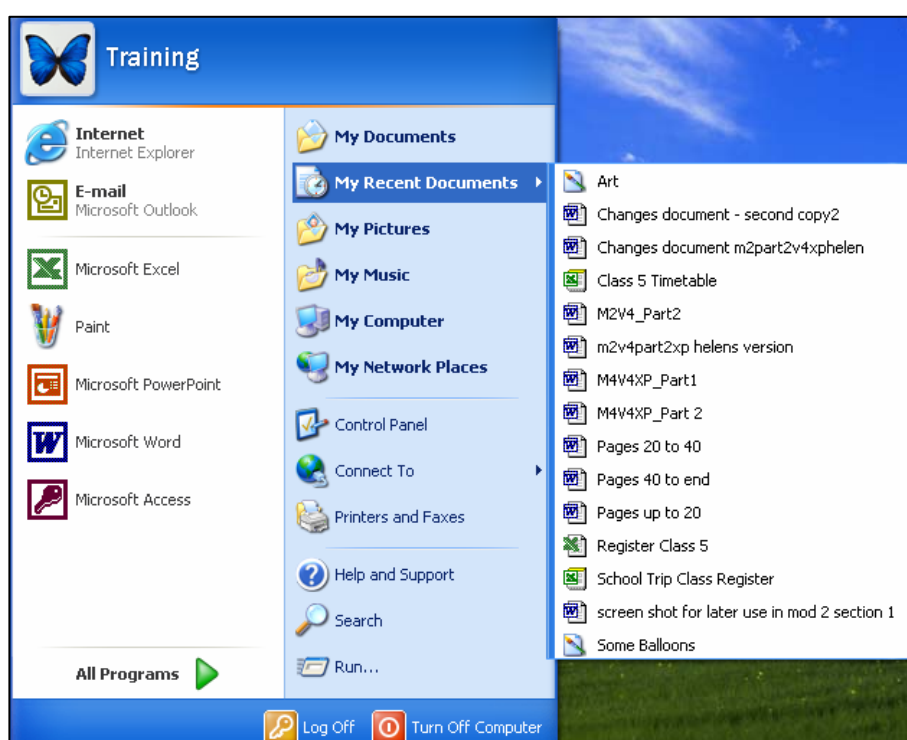 Training
Internet
Internet Explorer
E-mail
Microsoft Outlook
Microsoft Excel
Paint
Microsoft PowerPoint
Microsoft Word
Microsoft Access
All Programs
My Documents
My Recent Documents
My Pictures
My Music
My Computer
My Network Places
Control Panel
Connect To
Printers and Faxes
Help and Support
Search
Run...
Art
Changes document - second copy2
Changes document m2part2v4xphelen
Class 5 Timetable
M2V4_Part2
m2v4part2xp helens version
M4V4XP_Part1
M4V4XP_Part 2
Pages 20 to 40
Pages 40 to end
Pages up to 20
Register Class 5
School Trip Class Register
screen shot for later use in mod 2 section 1
Some Balloons
Log Off
Turn Off Computer